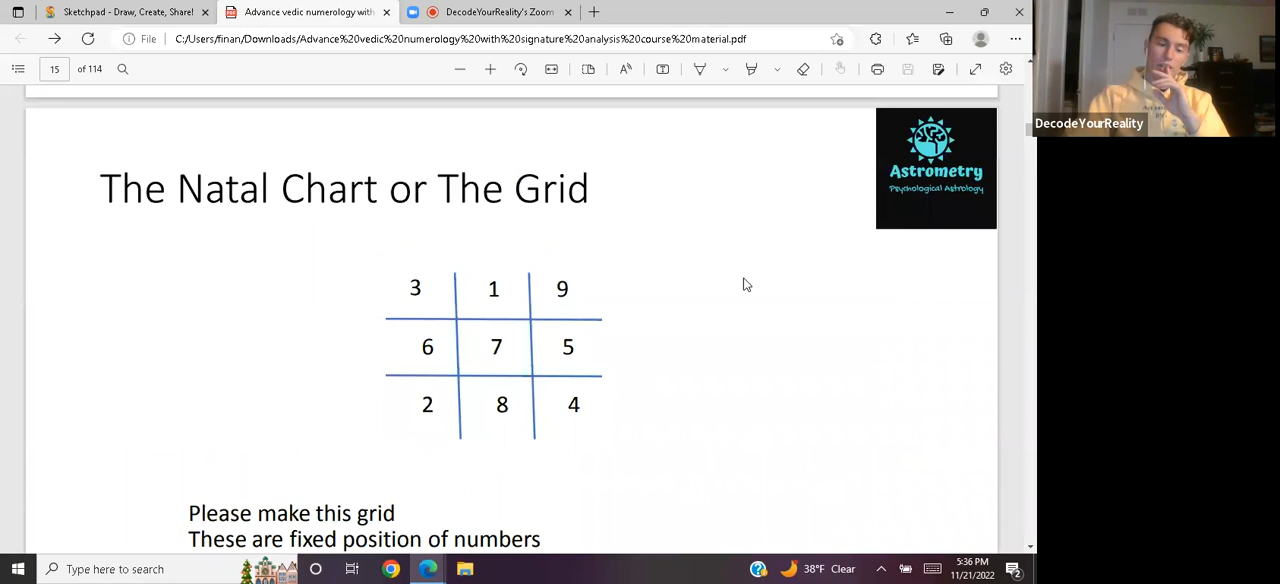 Sketchpad - Draw, Create, Share!
Advance vedic numerology with
DecodeYourReality's Zoom
File
C:/Users/finan/Downloads/Advance%20vedic%20numerology%20with%20signature%20analysis%20course%20material.pdf
15 of 114
DecodeYourReality
The Natal Chart or The Grid
Astrometry
Psychological Astrology
3 1 9
6 7 5
2 8 4
Please make this grid
These are fixed position of numbers
Type here to search
38°F Clear
5:36 PM
11/21/2022
2